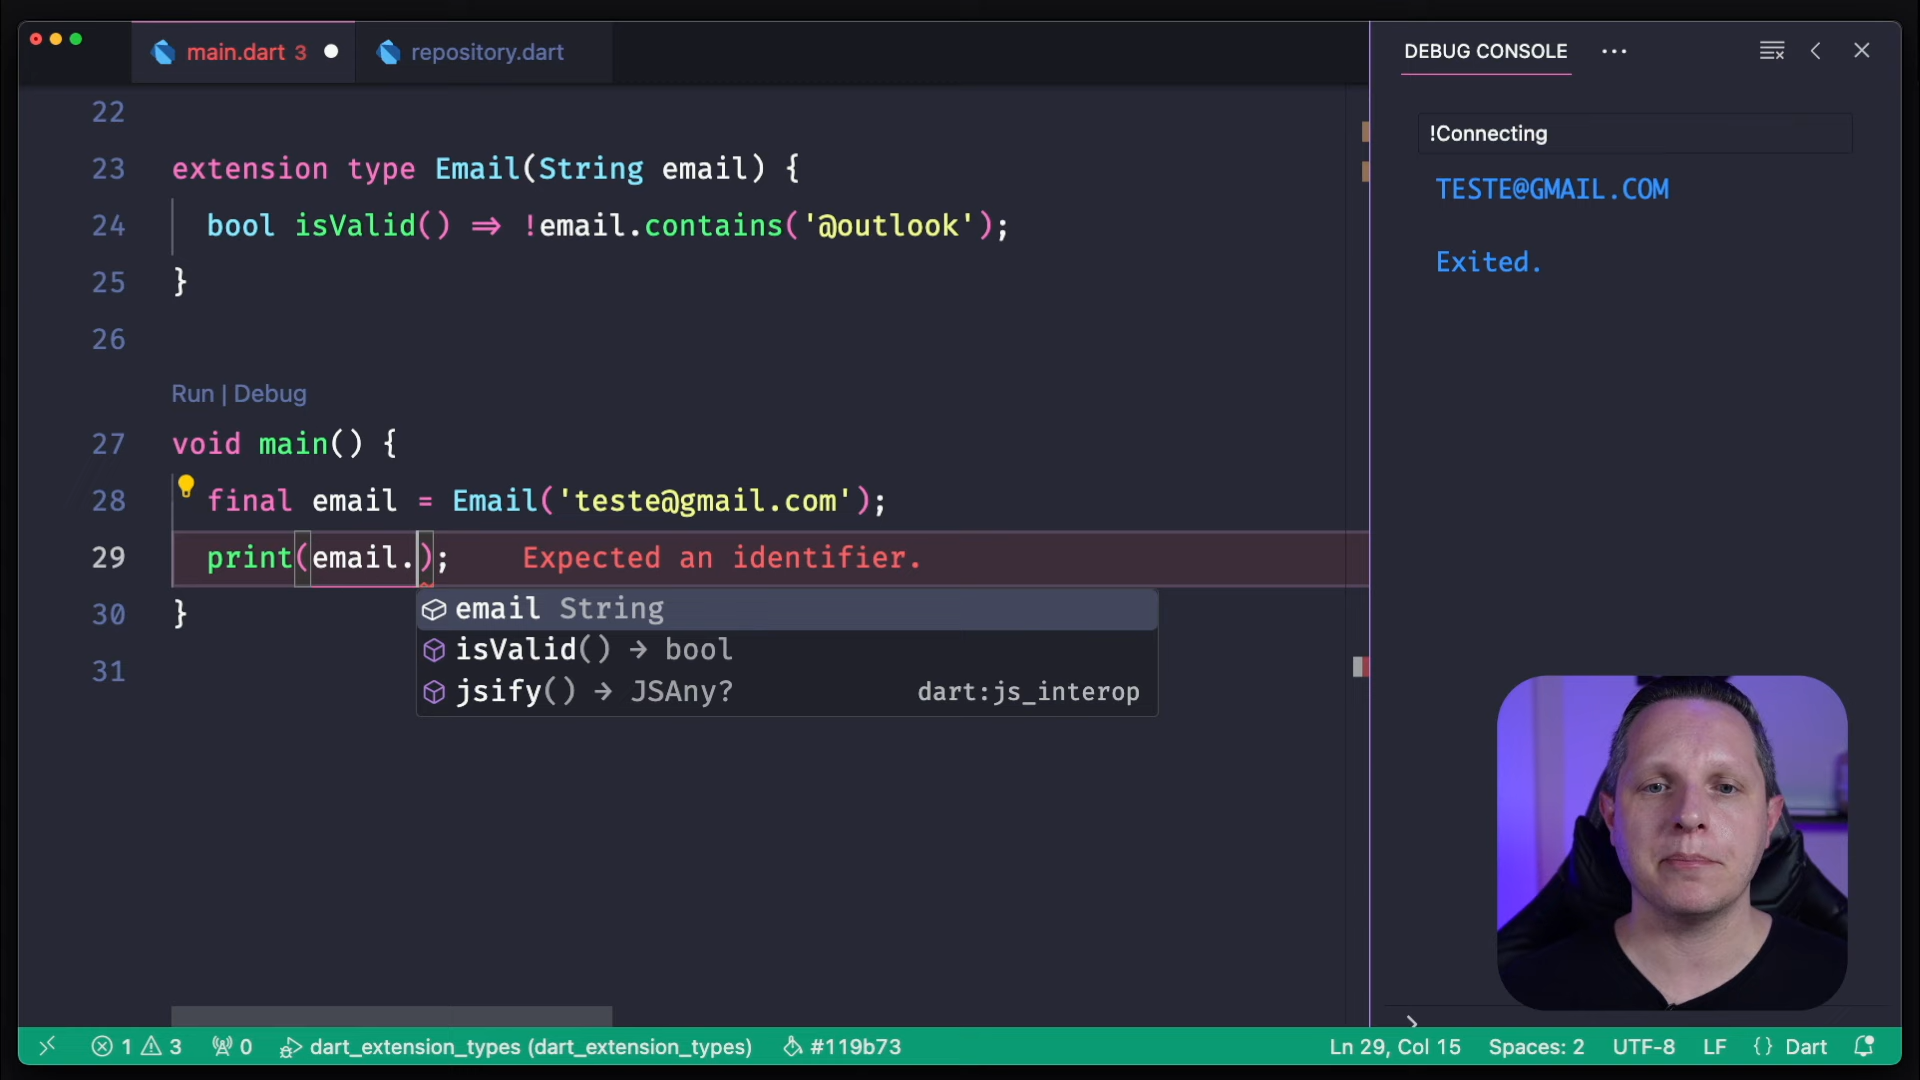 main.dart 3
repository.dart
DEBUG CONSOLE ...
22
23 extension type Email(String email) {
24 bool isValid() => !email.contains('@outlook');
25 }
26
Run | Debug
27 void main() {
28 final email = Email('teste@gmail.com');
29 print(email.); Expected an identifier.
email String
isValid() → bool
jsify() → JSAny? dart:js_interop
30 }
31
!Connecting
TESTE@GMAIL.COM
Exited.
1 3 0 dart_extension_types (dart_extension_types) #119b73 Ln 29, Col 15 Spaces: 2 UTF-8 LF {} Dart